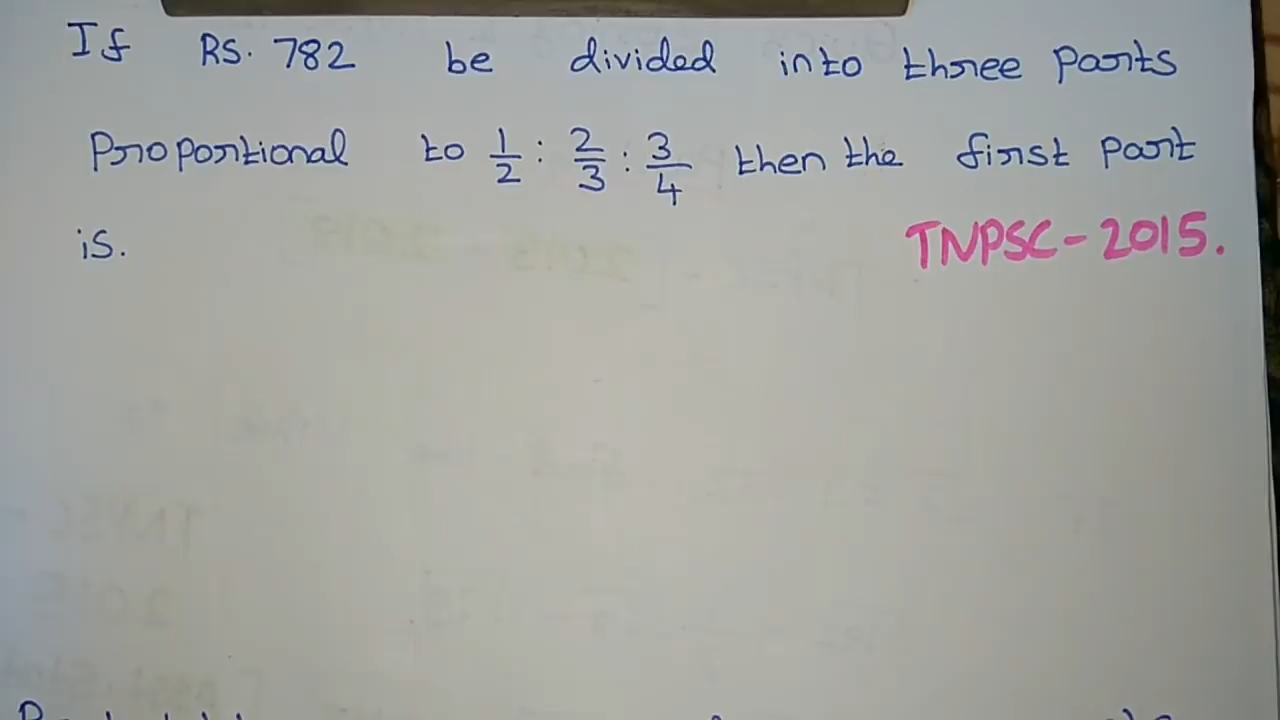 If Rs. 782 be divided into three parts
Proportional to 1/2 : 2/3 : 3/4 then the first part
is.
TNPSC - 2015.